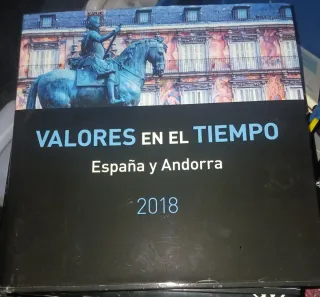 VALORES EN EL TIEMPO
España y Andorra
2018